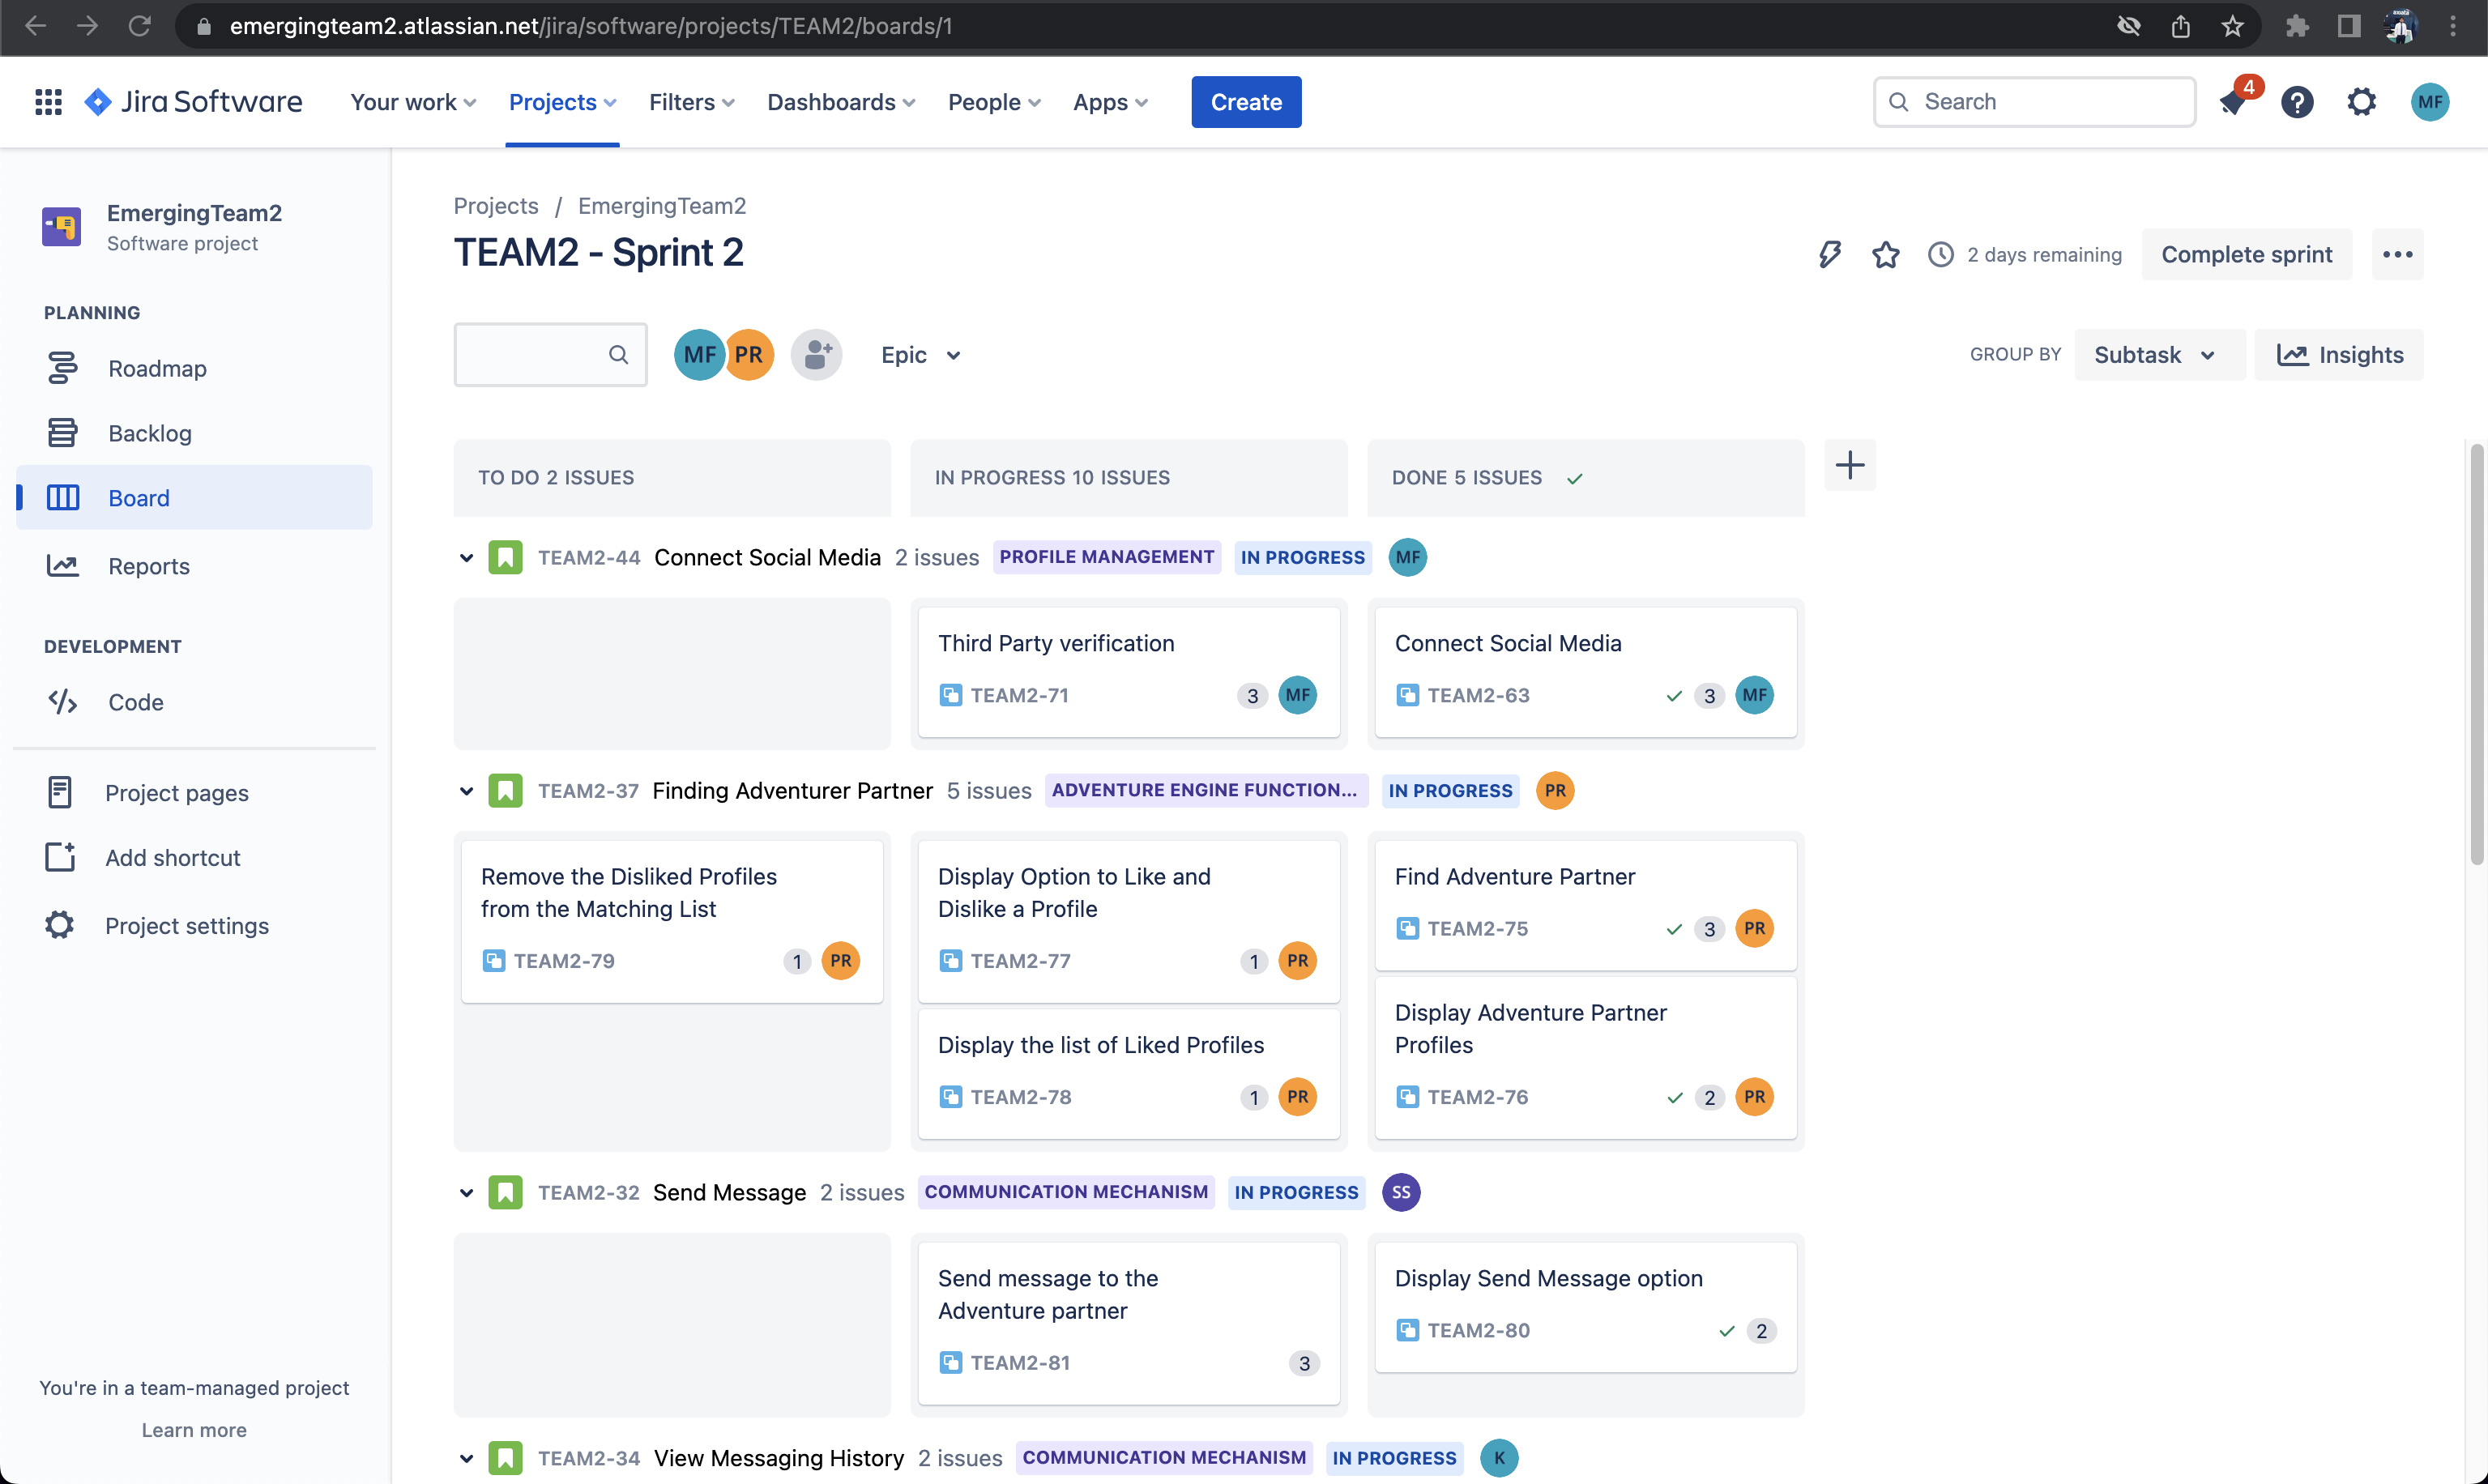 emergingteam2.atlassian.net/jira/software/projects/TEAM2/boards/1
Jira Software Your work Projects Filters Dashboards People Apps Create Search 4 MF
EmergingTeam2
Software project
PLANNING
Roadmap
Backlog
Board
Reports
DEVELOPMENT
Code
Project pages
Add shortcut
Project settings
You're in a team-managed project
Learn more
Projects / EmergingTeam2
TEAM2 - Sprint 2
2 days remaining Complete sprint
MF PR Epic GROUP BY Subtask Insights
TO DO 2 ISSUES IN PROGRESS 10 ISSUES DONE 5 ISSUES
TEAM2-44 Connect Social Media 2 issues PROFILE MANAGEMENT IN PROGRESS MF
Third Party verification
TEAM2-71 3 MF
Connect Social Media
TEAM2-63 3 MF
TEAM2-37 Finding Adventurer Partner 5 issues ADVENTURE ENGINE FUNCTION... IN PROGRESS PR
Remove the Disliked Profiles
from the Matching List
TEAM2-79 1 PR
Display Option to Like and
Dislike a Profile
TEAM2-77 1 PR
Display the list of Liked Profiles
TEAM2-78 1 PR
Find Adventure Partner
TEAM2-75 3 PR
Display Adventure Partner
Profiles
TEAM2-76 2 PR
TEAM2-32 Send Message 2 issues COMMUNICATION MECHANISM IN PROGRESS SS
Send message to the
Adventure partner
TEAM2-81 3
Display Send Message option
TEAM2-80 2
TEAM2-34 View Messaging History 2 issues COMMUNICATION MECHANISM IN PROGRESS K